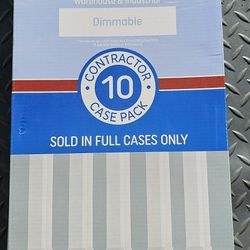 Warehouse & Industrial
Dimmable
CONTRACTOR
10
CASE PACK
SOLD IN FULL CASES ONLY